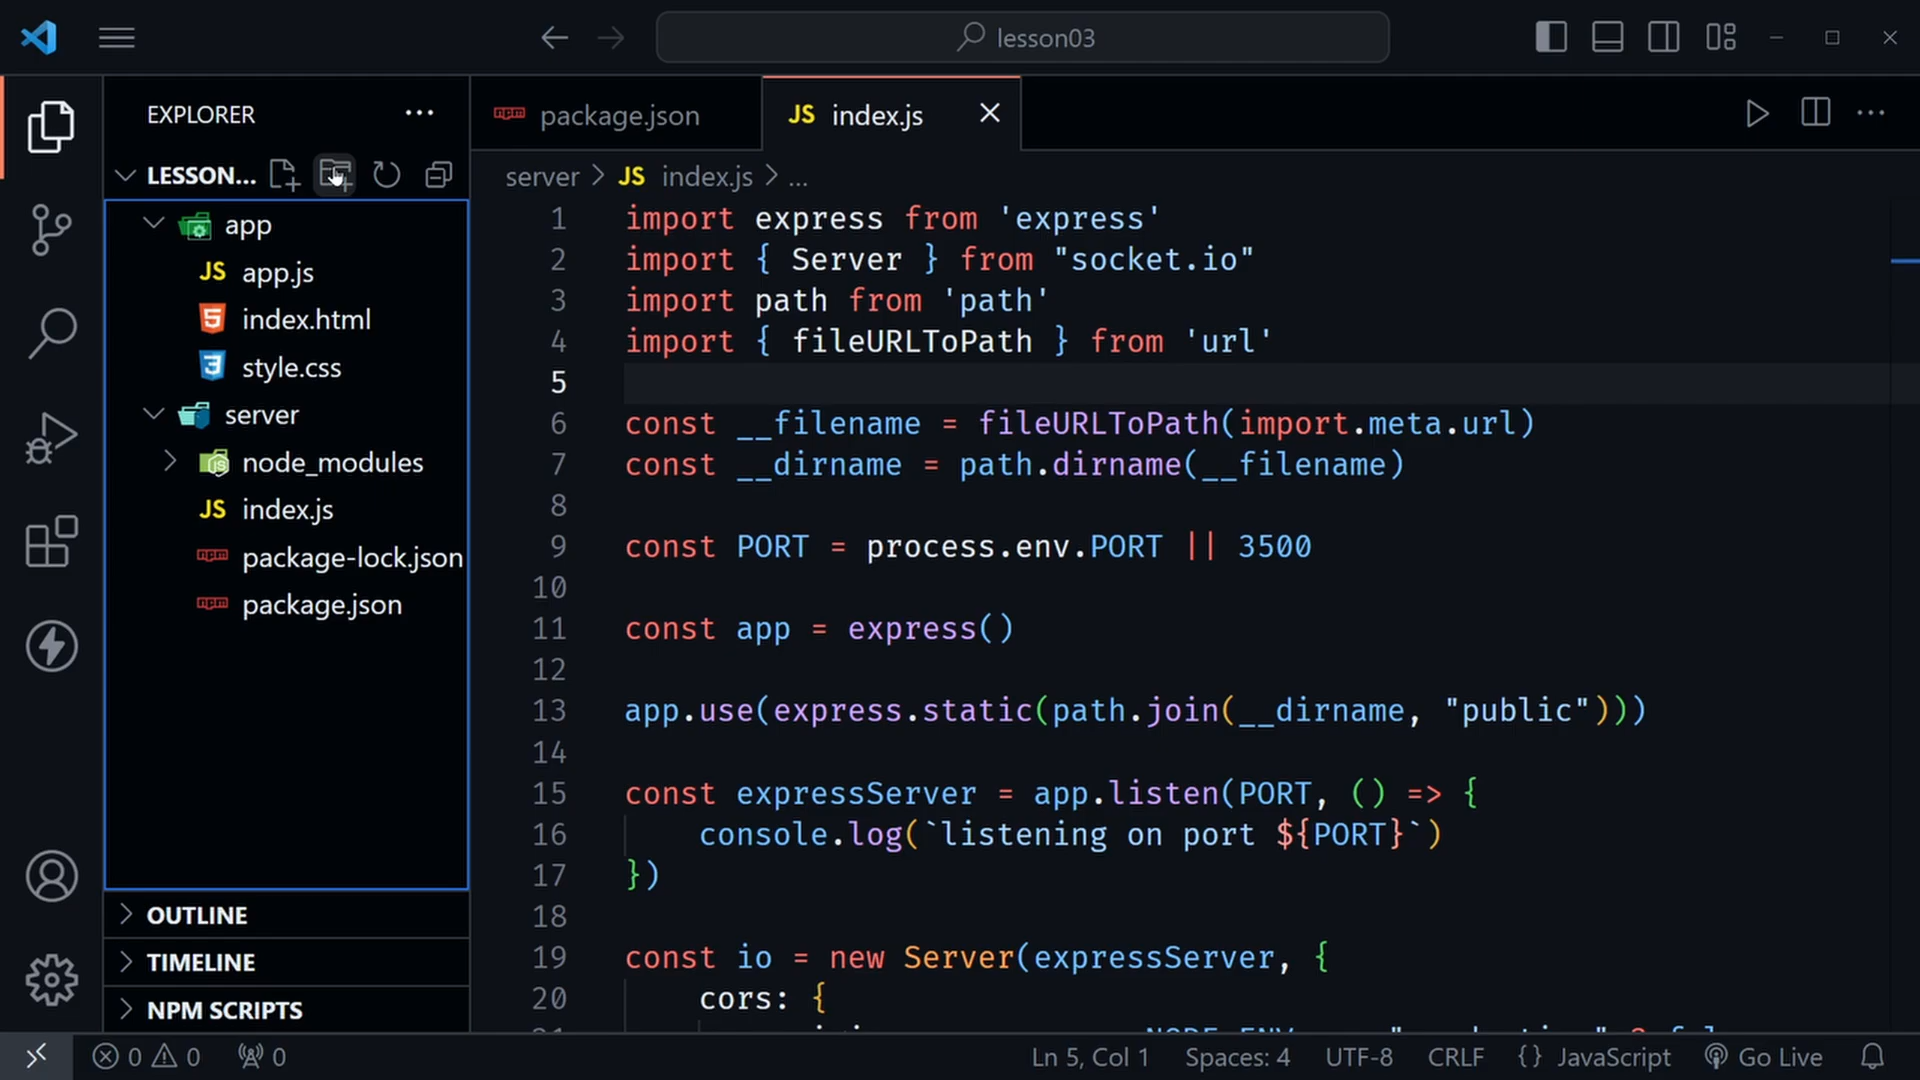 lesson03
EXPLORER
package.json
JS index.js
LESSON...
server > JS index.js > ...
app
JS app.js
index.html
style.css
server
node_modules
JS index.js
package-lock.json
package.json
OUTLINE
TIMELINE
NPM SCRIPTS
1 import express from 'express'
2 import { Server } from "socket.io"
3 import path from 'path'
4 import { fileURLToPath } from 'url'
5
6 const __filename = fileURLToPath(import.meta.url)
7 const __dirname = path.dirname(__filename)
8
9 const PORT = process.env.PORT || 3500
10
11 const app = express()
12
13 app.use(express.static(path.join(__dirname, "public")))
14
15 const expressServer = app.listen(PORT, () => {
16 console.log(`listening on port ${PORT}`)
17 })
18
19 const io = new Server(expressServer, {
20 cors: {
0 0 0
Ln 5, Col 1
Spaces: 4
UTF-8
CRLF
{} JavaScript
Go Live